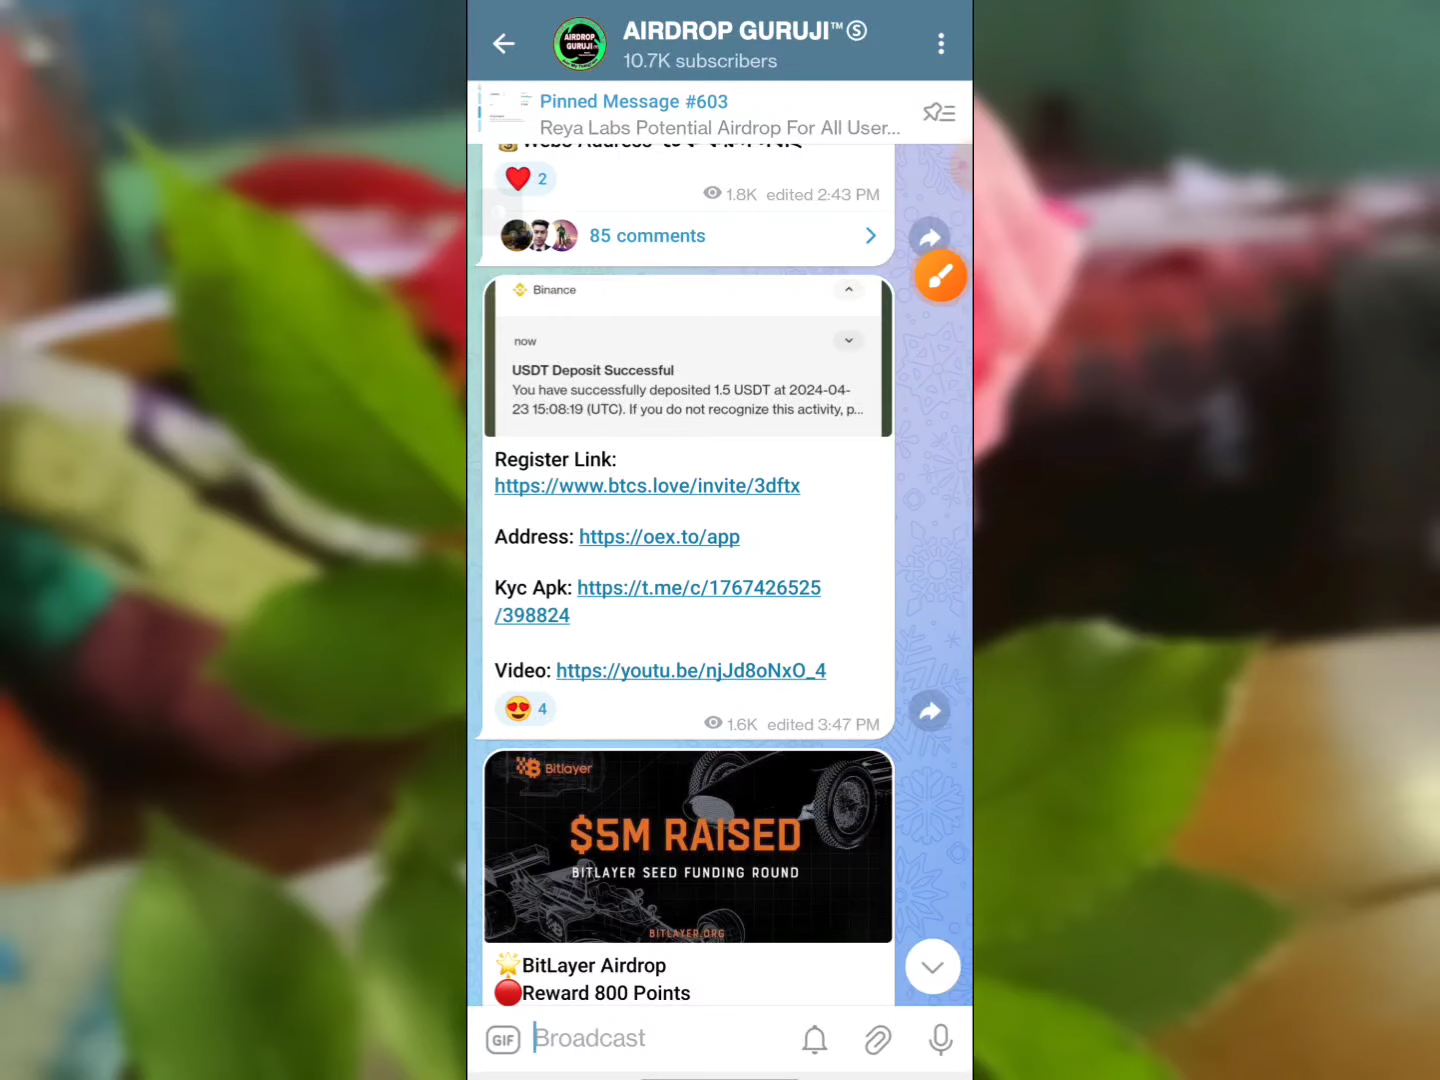 AIRDROP GURUJI™Ⓢ
AIRDROP
GURUJI
10.7K subscribers
Pinned Message #603
Reya Labs Potential Airdrop For All User...
2
1.8K edited 2:43 PM
85 comments
Binance
now
USDT Deposit Successful
You have successfully deposited 1.5 USDT at 2024-04-
23 15:08:19 (UTC). If you do not recognize this activity, p...
Register Link:
https://www.btcs.love/invite/3dftx
Address: https://oex.to/app
Kyc Apk: https://t.me/c/1767426525
/398824
Video: https://youtu.be/njJd8oNxO_4
4
1.6K edited 3:47 PM
Bitlayer
$5M RAISED
BITLAYER SEED FUNDING ROUND
BITLAYER.ORG
🌟BitLayer Airdrop
🔴Reward 800 Points
GIF
Broadcast